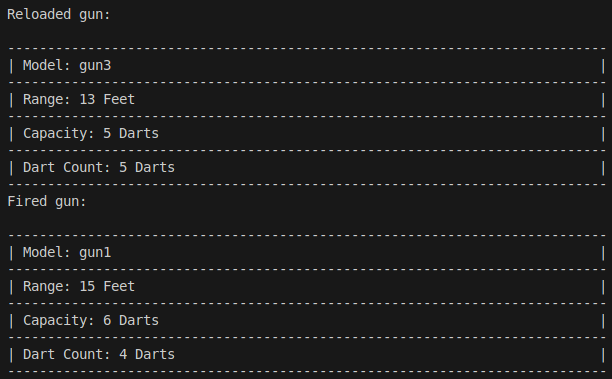 Reloaded gun:
---------------------------------------------------------------------------
| Model: gun3                                                             |
---------------------------------------------------------------------------
| Range: 13 Feet                                                          |
---------------------------------------------------------------------------
| Capacity: 5 Darts                                                       |
---------------------------------------------------------------------------
| Dart Count: 5 Darts                                                     |
---------------------------------------------------------------------------
Fired gun:
---------------------------------------------------------------------------
| Model: gun1                                                             |
---------------------------------------------------------------------------
| Range: 15 Feet                                                          |
---------------------------------------------------------------------------
| Capacity: 6 Darts                                                       |
---------------------------------------------------------------------------
| Dart Count: 4 Darts                                                     |
---------------------------------------------------------------------------